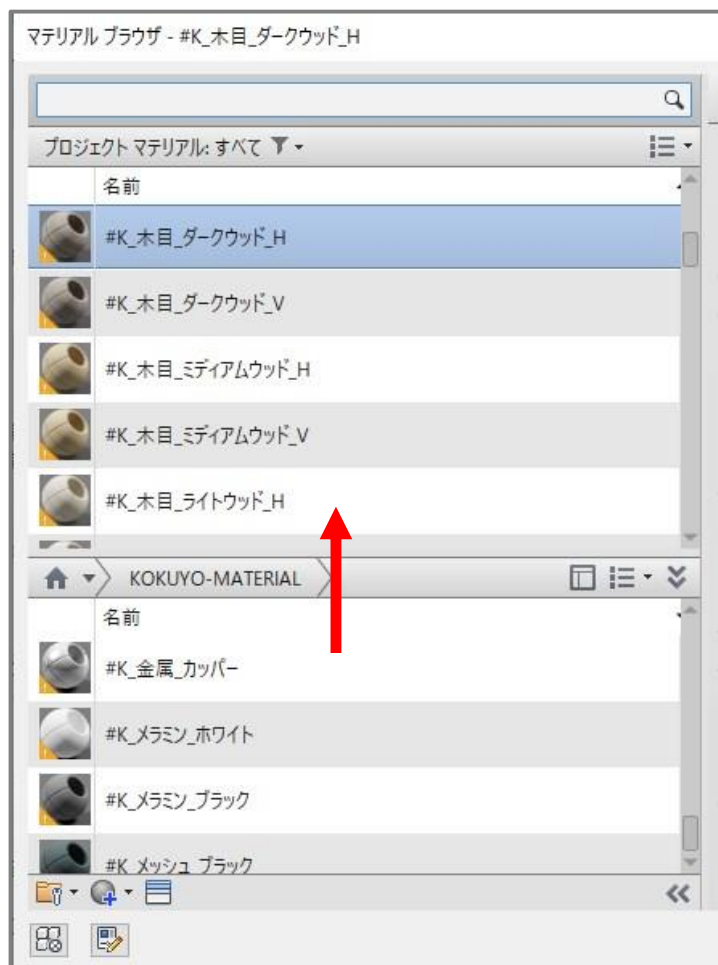 マテリアル ブラウザ - #K_木目_ダークウッド_H
プロジェクト マテリアル: すべて
名前
#K_木目_ダークウッド_H
#K_木目_ダークウッド_V
#K_木目_ミディアムウッド_H
#K_木目_ミディアムウッド_V
#K_木目_ライトウッド_H
KOKUYO-MATERIAL
名前
#K_金属_カッパー
#K_メラミン_ホワイト
#K_メラミン_ブラック
#K_メッシュ_ブラック